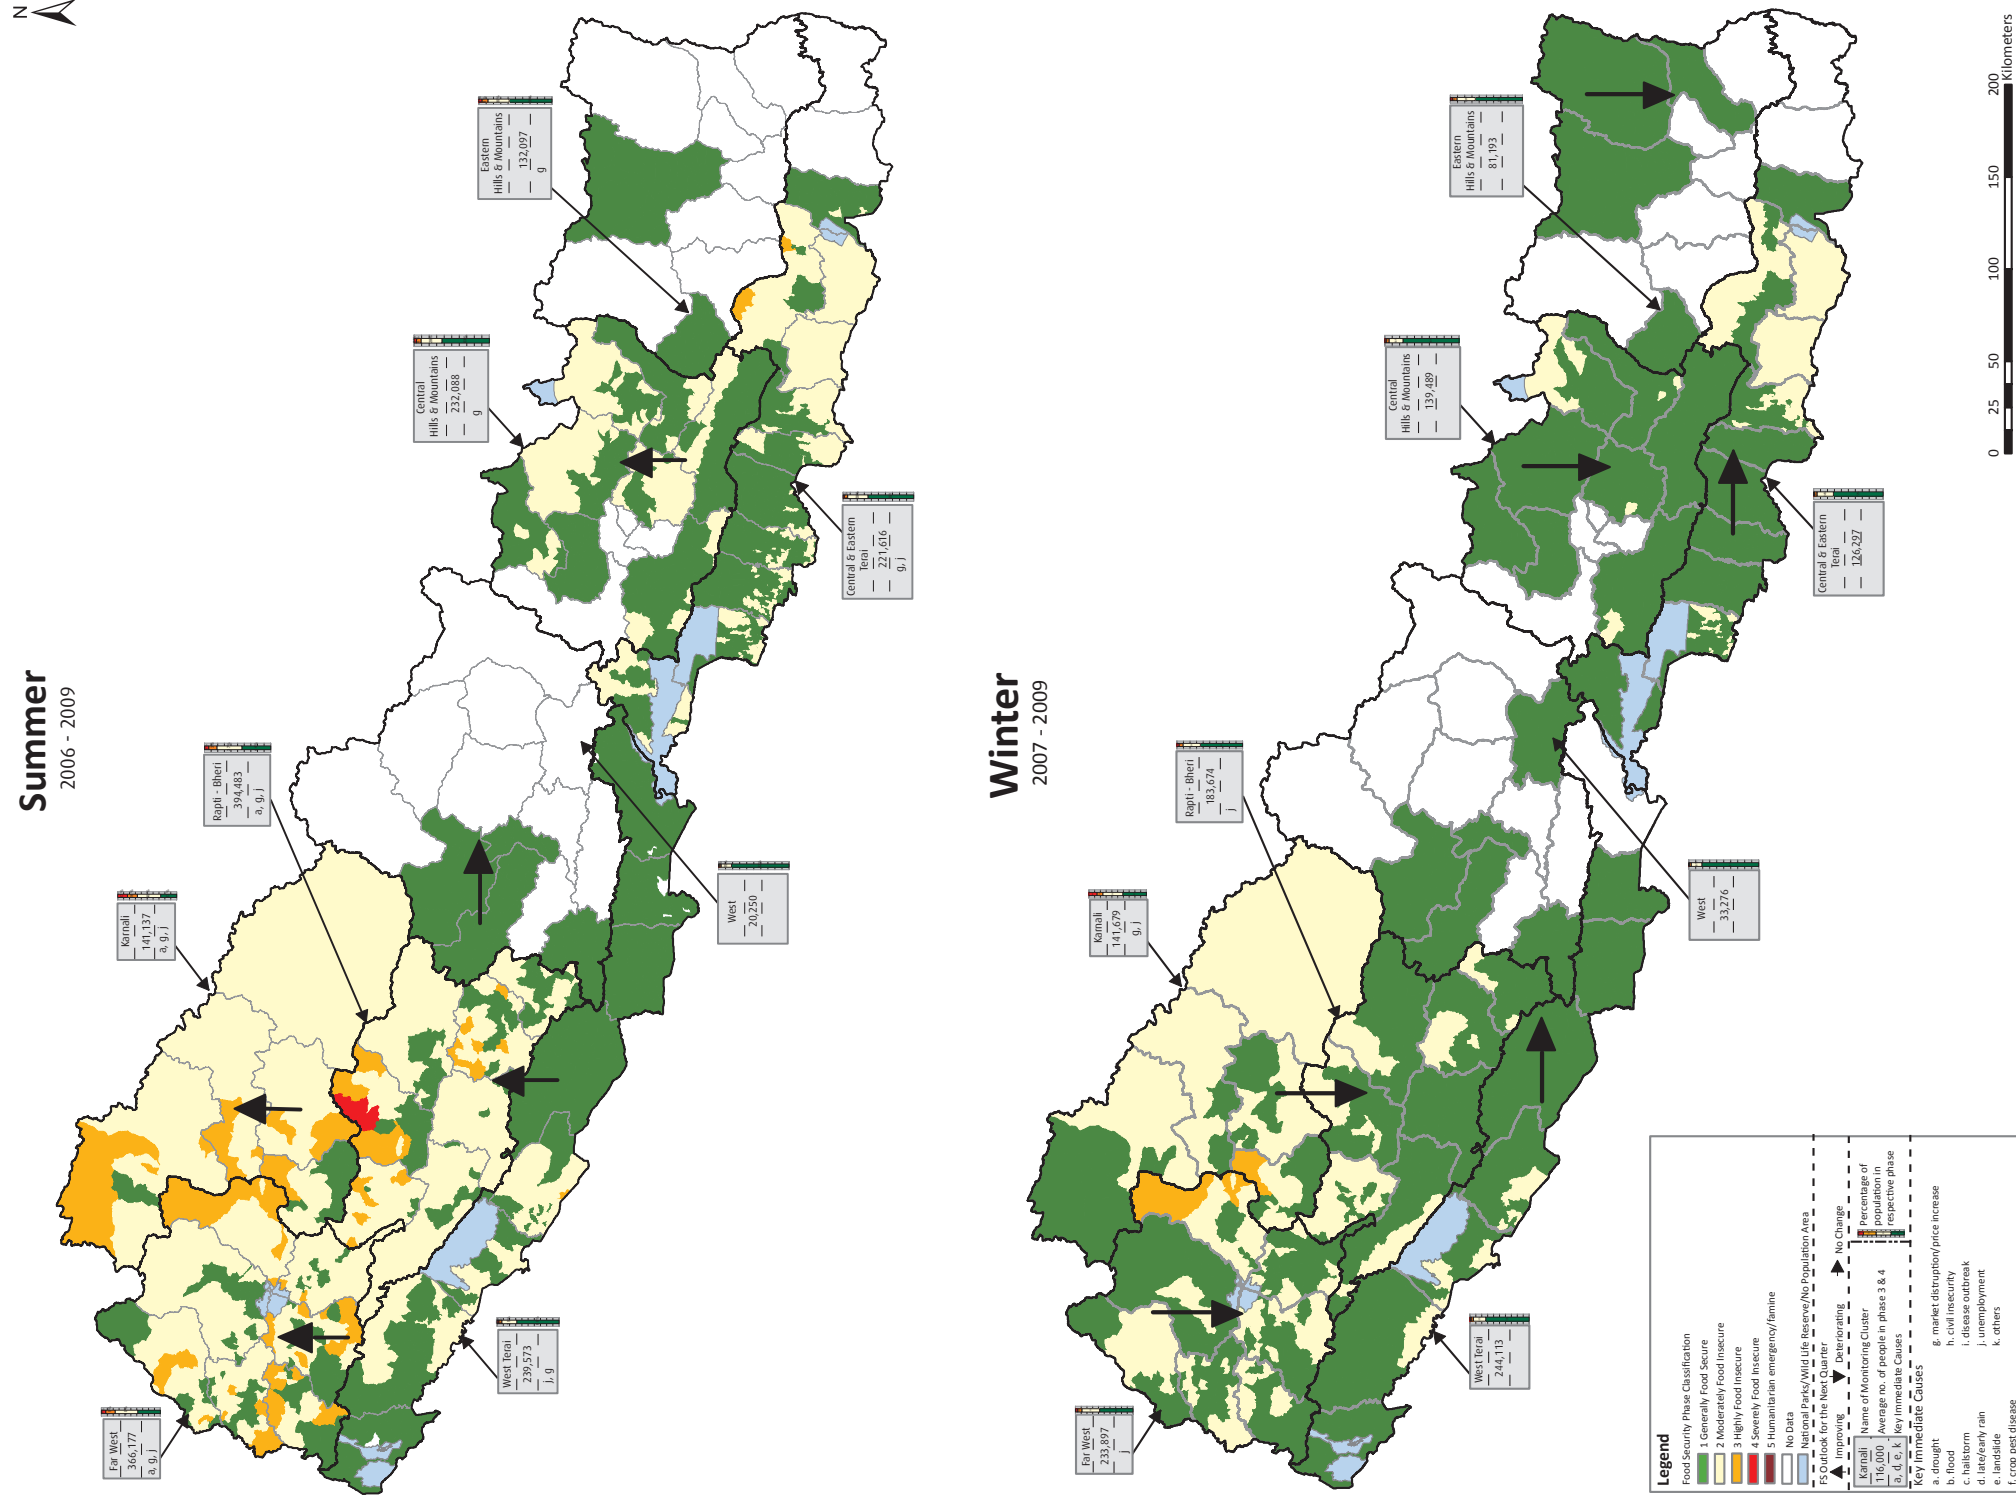 N
Summer
2006 - 2009
Far West
366,177
a, g, j
Karnali
141,137
a, g, j
Rapti - Bheri
394,483
a, g, j
Central
Hills & Mountains
232,088
g
Eastern
Hills & Mountains
132,097
g
West Terai
239,573
j, g
West
20,250
Central & Eastern
Terai
221,616
g, j
Winter
2007 - 2009
Far West
233,897
j
Karnali
141,679
g, j
Rapti - Bheri
183,674
j
Central
Hills & Mountains
139,489
Eastern
Hills & Mountains
81,193
West Terai
244,113
West
33,276
Central & Eastern
Terai
126,297
Legend
Food Security Phase Classification
1 Generally Food Secure
2 Moderately Food Insecure
3 Highly Food Insecure
4 Severely Food Insecure
5 Humanitarian emergency/famine
No Data
National Parks/Wild Life Reserve/No Population Area
FS Outlook for the Next Quarter
Improving Deteriorating No Change
Karnali
116,000
a, d, e, k
Name of Monitoring Cluster
Average no. of people in phase 3 & 4
Key Immediate Causes
Percentage of
population in
respective phase
Key Immediate Causes
a. drought
b. flood
c. hailstorm
d. late/early rain
e. landslide
f. crop pest disease
g. market distruption/price increase
h. civil insecurity
i. disease outbreak
j. unemployment
k. others
0 25 50 100 150 200
Kilometers